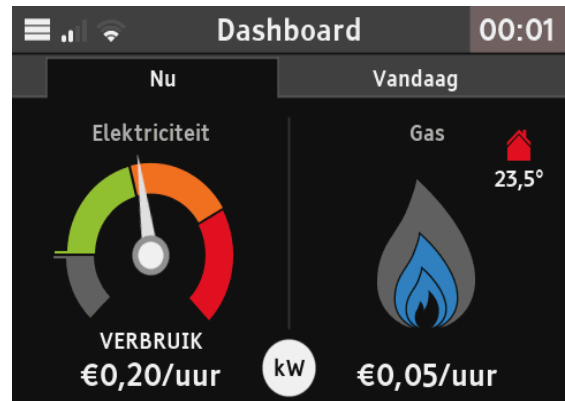 Dashboard
00:01
Nu
Vandaag
Elektriciteit
Gas
23,5°
VERBRUIK
€0,20/uur
kW
€0,05/uur